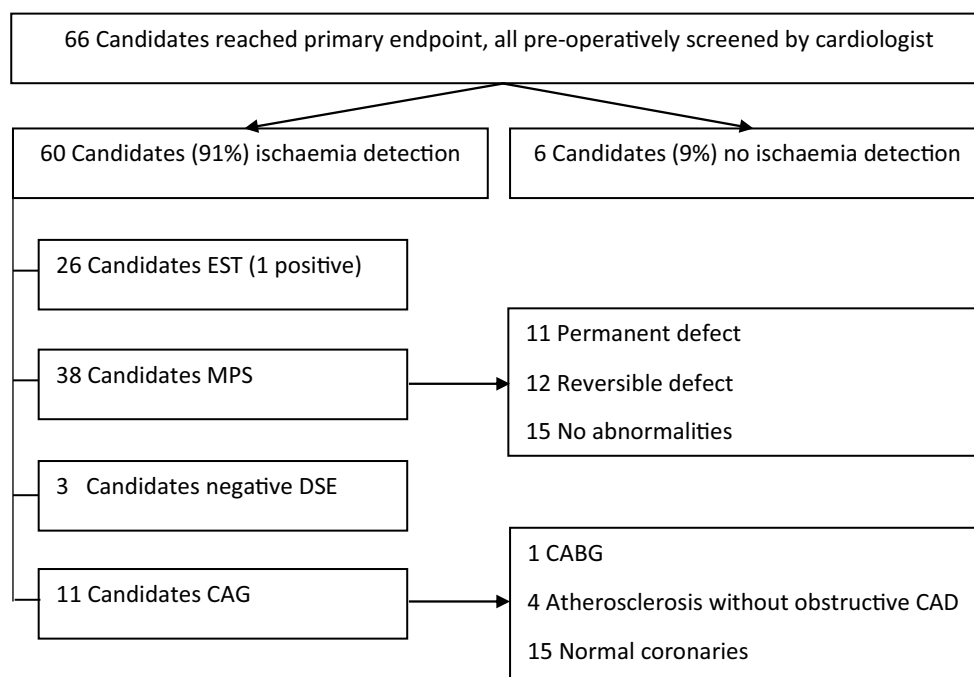 66 Candidates reached primary endpoint, all pre-operatively screened by cardiologist
60 Candidates (91%) ischaemia detection
6 Candidates (9%) no ischaemia detection
26 Candidates EST (1 positive)
38 Candidates MPS
11 Permanent defect
12 Reversible defect
15 No abnormalities
3 Candidates negative DSE
11 Candidates CAG
1 CABG
4 Atherosclerosis without obstructive CAD
15 Normal coronaries